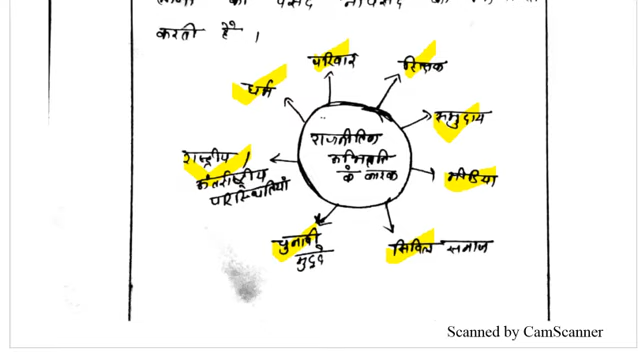 करती है।
परिवार
शिक्षक
धर्म
समुदाय
राजनीतिक
अभिवृत्ति
के कारक
राष्ट्रीय /
अंतर्राष्ट्रीय
परिस्थितियाँ
मीडिया
चुनावी
मुद्दे
सिविल समाज
Scanned by CamScanner